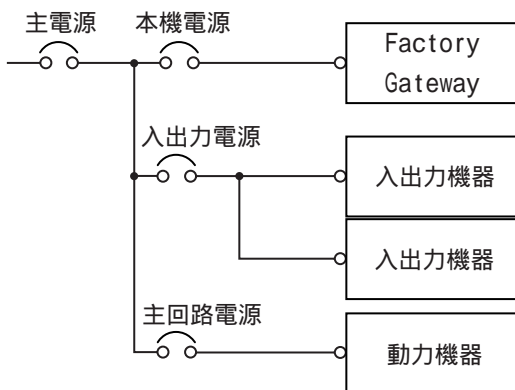 主電源
本機電源
Factory
Gateway
入出力電源
入出力機器
入出力機器
主回路電源
動力機器